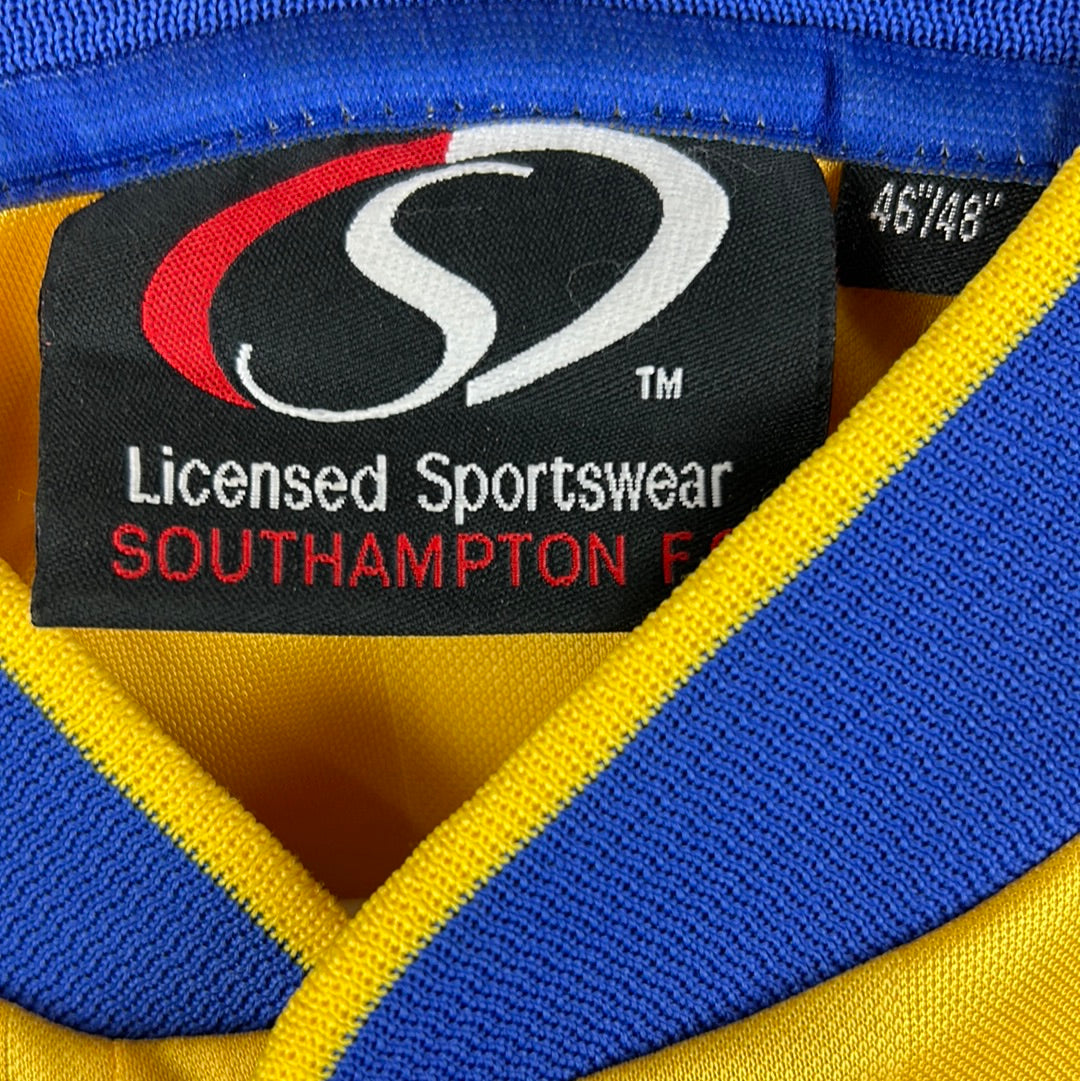 46"/48"
TM
Licensed Sportswear
SOUTHAMPTON F.